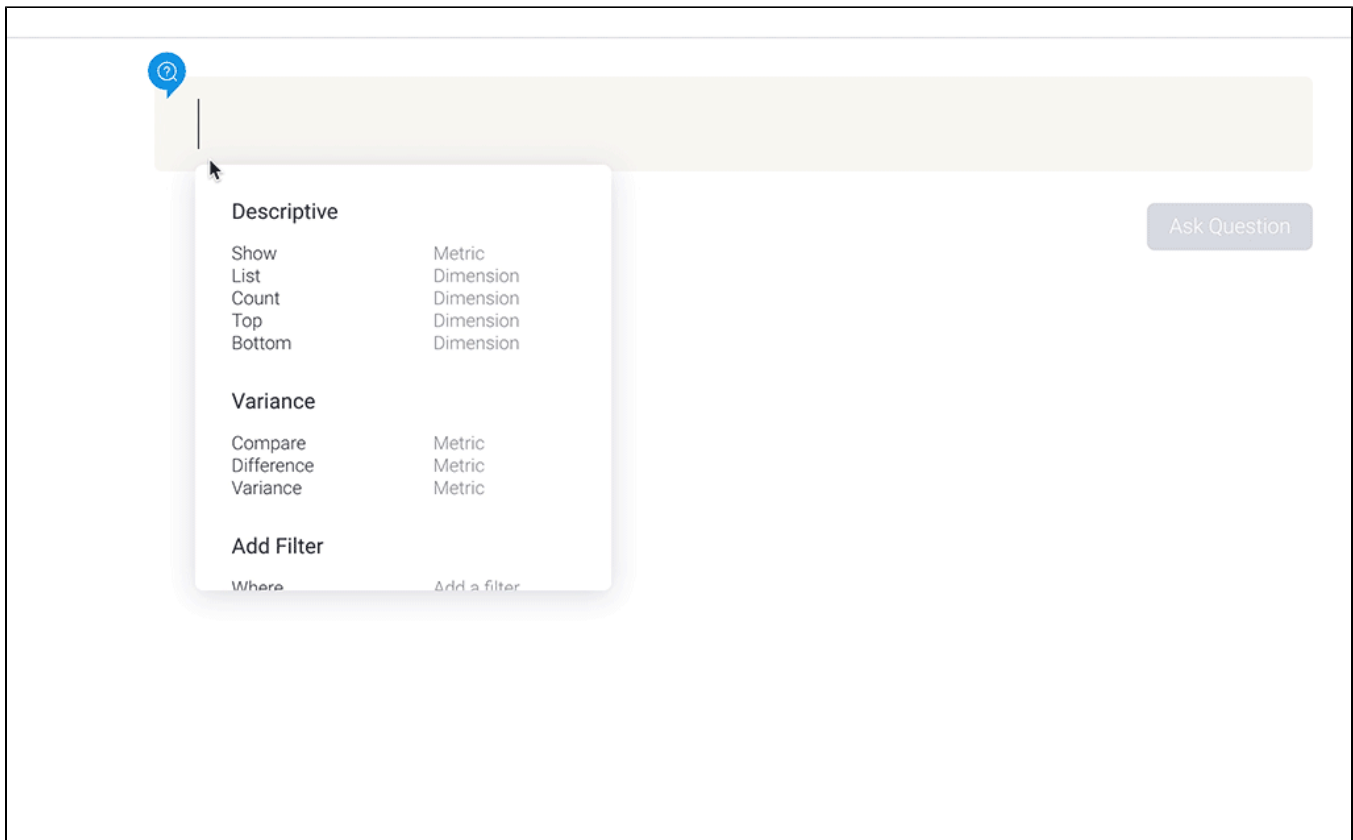 Descriptive
Show Metric
List Dimension
Count Dimension
Top Dimension
Bottom Dimension
Variance
Compare Metric
Difference Metric
Variance Metric
Add Filter
Where Add a filter
Ask Question